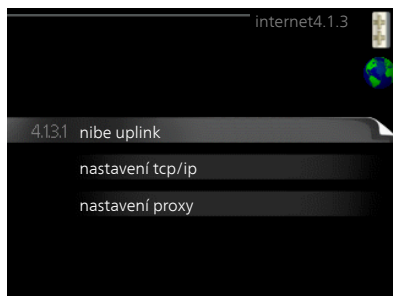 internet4.1.3
4.1.3.1 nibe uplink
nastavení tcp/ip
nastavení proxy